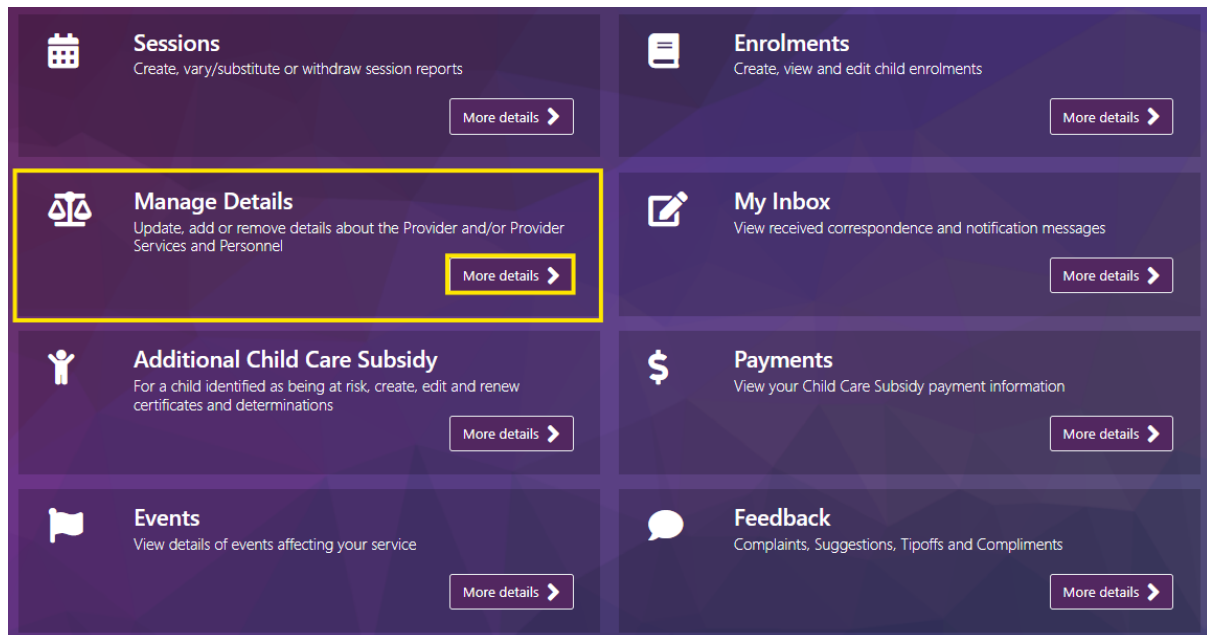 Sessions
Create, vary/substitute or withdraw session reports
More details
Enrolments
Create, view and edit child enrolments
More details
Manage Details
Update, add or remove details about the Provider and/or Provider
Services and Personnel
More details
My Inbox
View received correspondence and notification messages
More details
Additional Child Care Subsidy
For a child identified as being at risk, create, edit and renew
certificates and determinations
More details
Payments
View your Child Care Subsidy payment information
More details
Events
View details of events affecting your service
More details
Feedback
Complaints, Suggestions, Tipoffs and Compliments
More details